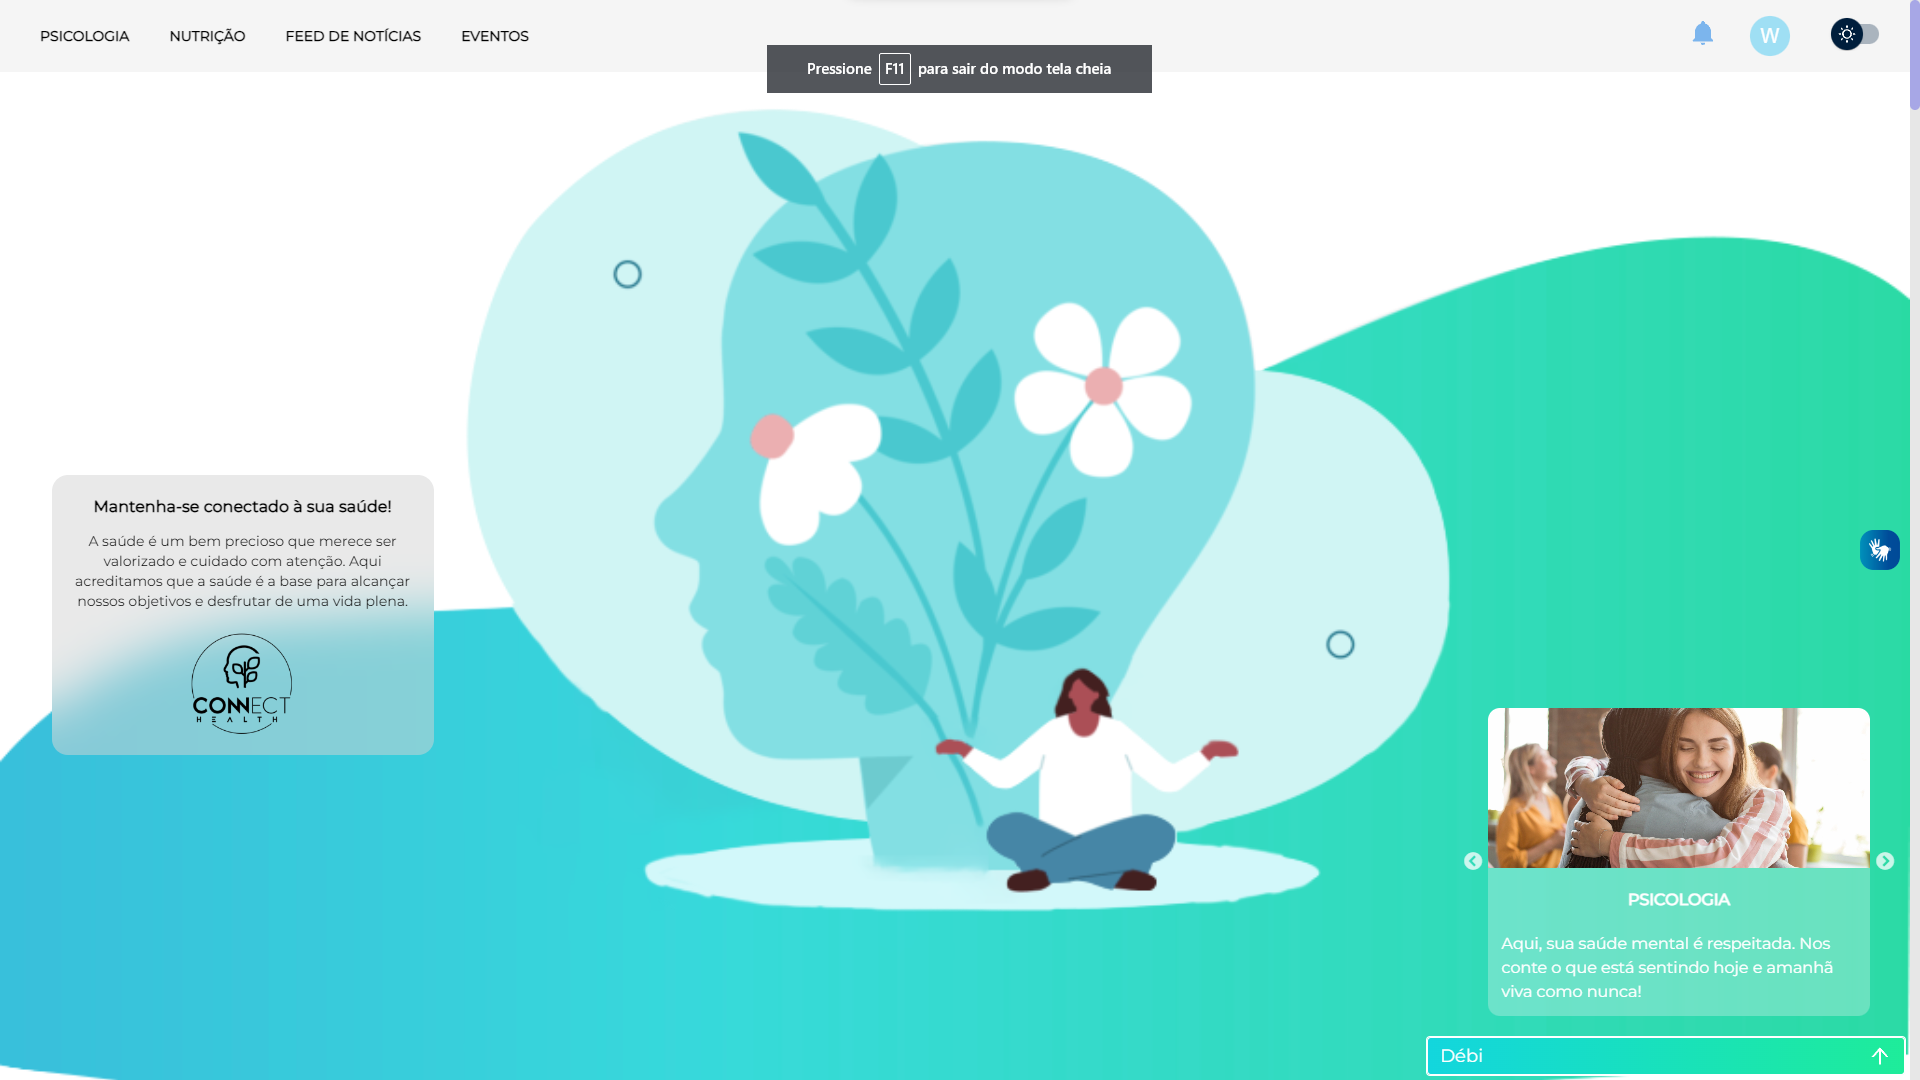 PSICOLOGIA
NUTRIÇÃO
FEED DE NOTÍCIAS
EVENTOS
W
Pressione F11 para sair do modo tela cheia
Mantenha-se conectado à sua saúde!
A saúde é um bem precioso que merece ser
valorizado e cuidado com atenção. Aqui
acreditamos que a saúde é a base para alcançar
nossos objetivos e desfrutar de uma vida plena.
CONNECT
HEALTH
PSICOLOGIA
Aqui, sua saúde mental é respeitada. Nos
conte o que está sentindo hoje e amanhã
viva como nunca!
Débi